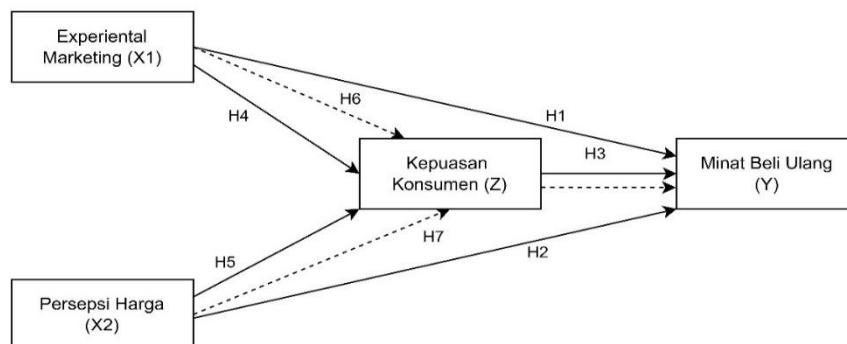 Experiental
Marketing (X1)
H6
H1
H4
H3
Kepuasan
Konsumen (Z)
Minat Beli Ulang
(Y)
H7
H5
H2
Persepsi Harga
(X2)